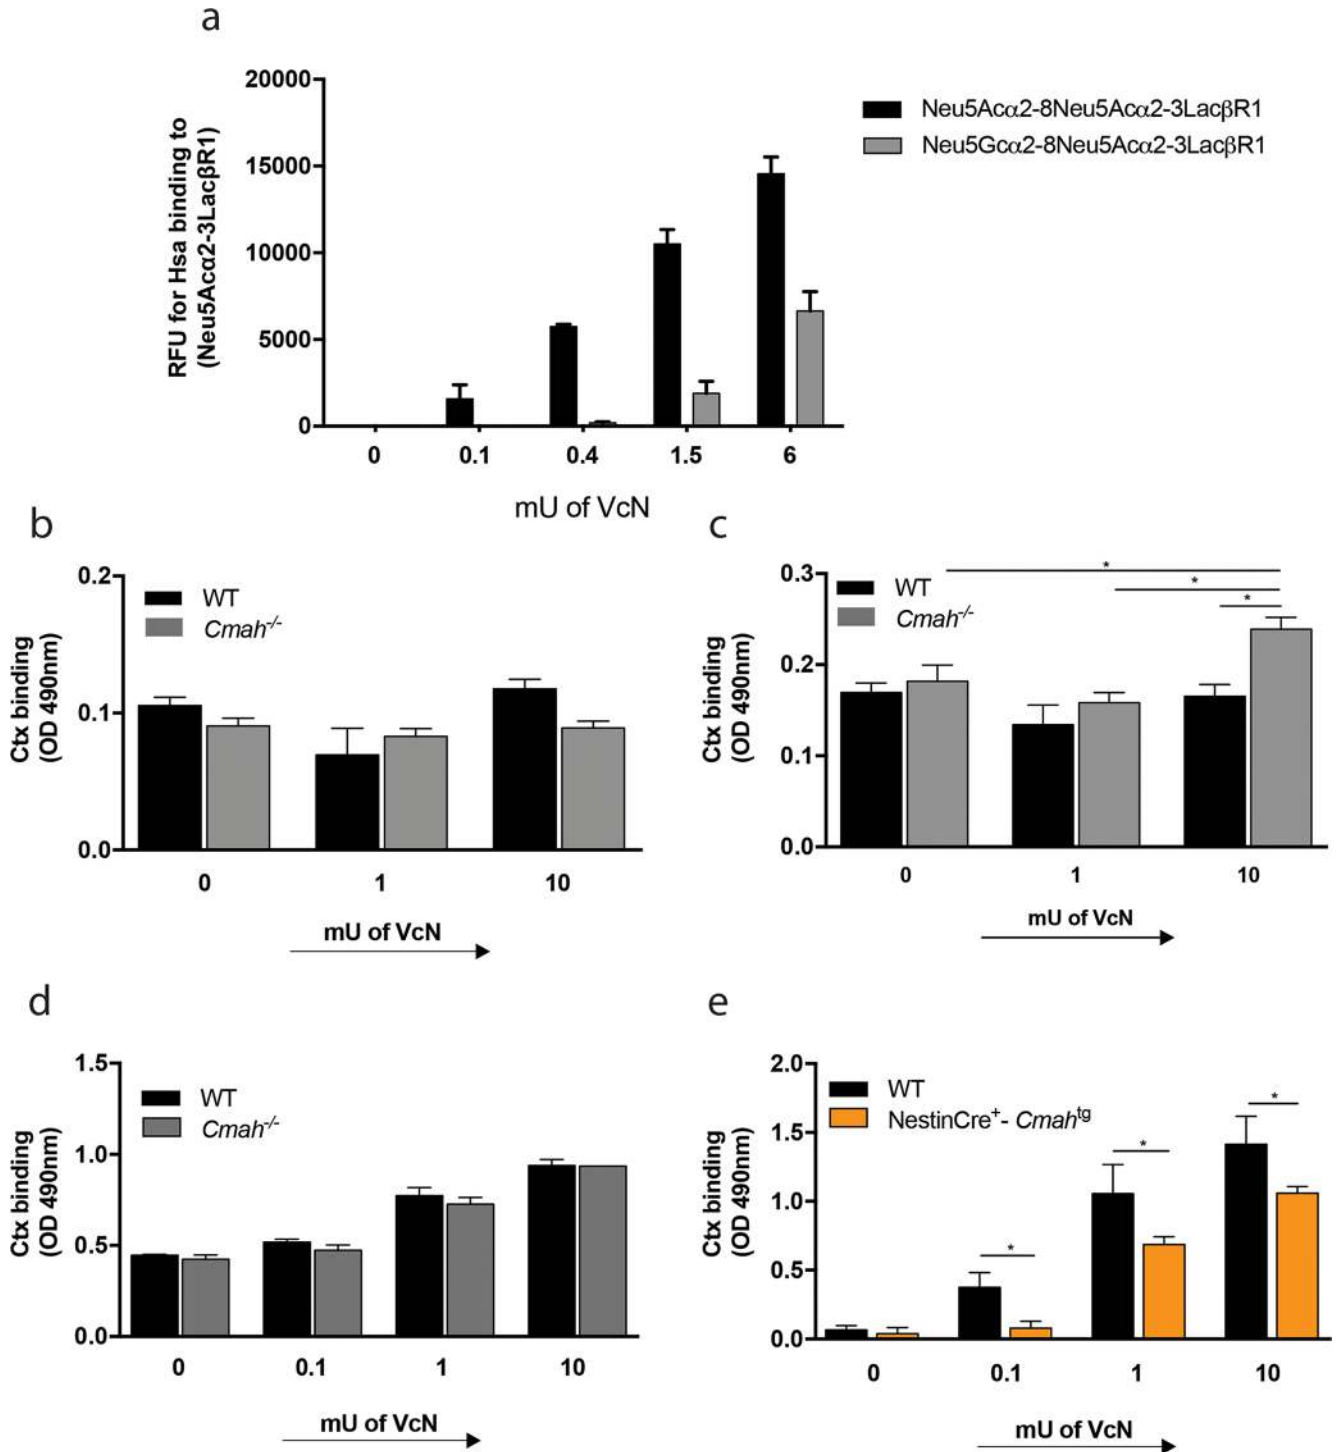 a
20000
15000
10000
5000
0
RFU for Hsa binding to
(Neu5Acα2-3LacβR1)
0 0.1 0.4 1.5 6
mU of VcN
Neu5Acα2-8Neu5Acα2-3LacβR1
Neu5Gcα2-8Neu5Acα2-3LacβR1
b
0.2
0.1
0.0
Ctx binding
(OD 490nm)
WT
Cmah-/-
0 1 10
mU of VcN
c
0.3
0.2
0.1
0.0
Ctx binding
(OD 490nm)
WT
Cmah-/-
*
*
*
0 1 10
mU of VcN
d
1.5
1.0
0.5
0.0
Ctx binding
(OD 490nm)
WT
Cmah-/-
0 0.1 1 10
mU of VcN
e
2.0
1.5
1.0
0.5
0.0
Ctx binding
(OD 490nm)
WT
NestinCre+- Cmahtg
*
*
*
0 0.1 1 10
mU of VcN